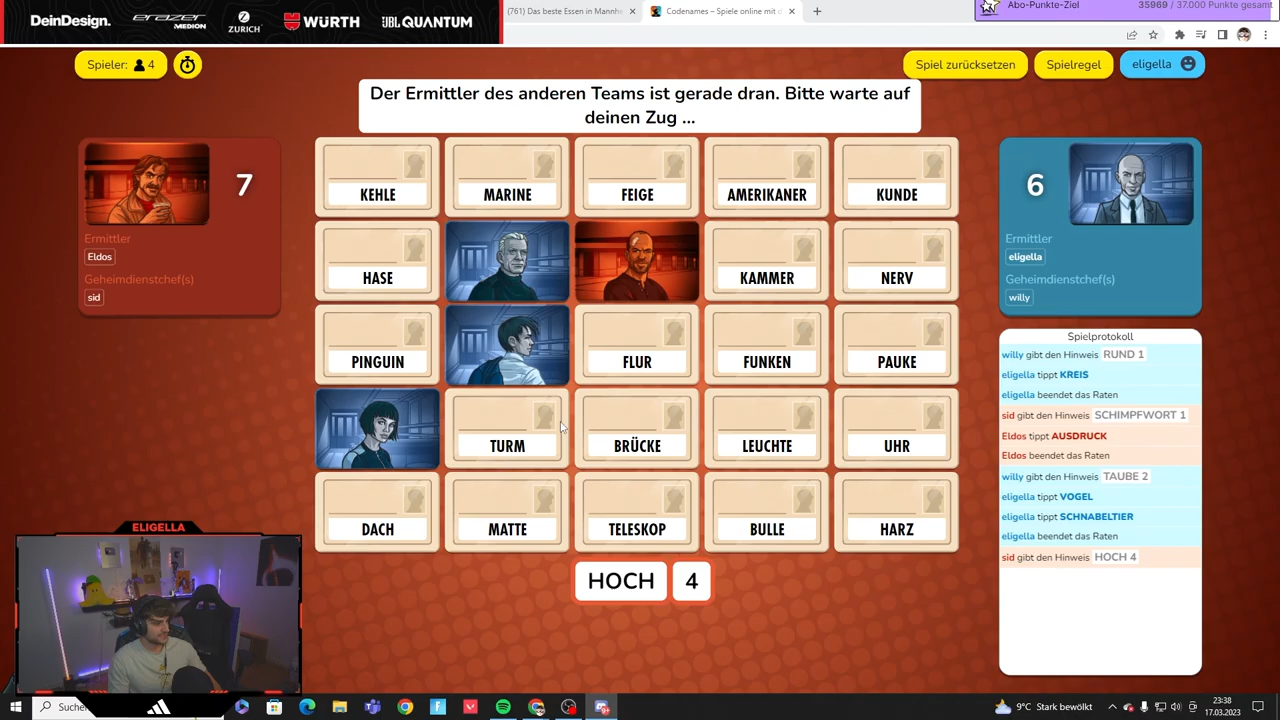 DeinDesign.
erazer
MEDION
ZURICH
WÜRTH
JBL QUANTUM
(761) Das beste Essen in Mannhe
Codenames – Spiele online mit d
Abo-Punkte-Ziel
35969 / 37.000 Punkte gesamt
Spieler: 4
Spiel zurücksetzen
Spielregel
eligella
Der Ermittler des anderen Teams ist gerade dran. Bitte warte auf
deinen Zug ...
7
Ermittler
Eldos
Geheimdienstchef(s)
sid
KEHLE
MARINE
FEIGE
AMERIKANER
KUNDE
HASE
KAMMER
NERV
PINGUIN
FLUR
FUNKEN
PAUKE
TURM
BRÜCKE
LEUCHTE
UHR
DACH
MATTE
TELESKOP
BULLE
HARZ
HOCH
4
6
Ermittler
eligella
Geheimdienstchef(s)
willy
Spielprotokoll
willy gibt den Hinweis RUND 1
eligella tippt KREIS
eligella beendet das Raten
sid gibt den Hinweis SCHIMPFWORT 1
Eldos tippt AUSDRUCK
Eldos beendet das Raten
willy gibt den Hinweis TAUBE 2
eligella tippt VOGEL
eligella tippt SCHNABELTIER
eligella beendet das Raten
sid gibt den Hinweis HOCH 4
ELIGELLA
Suche
9°C Stark bewölkt
23:38
17.03.2023